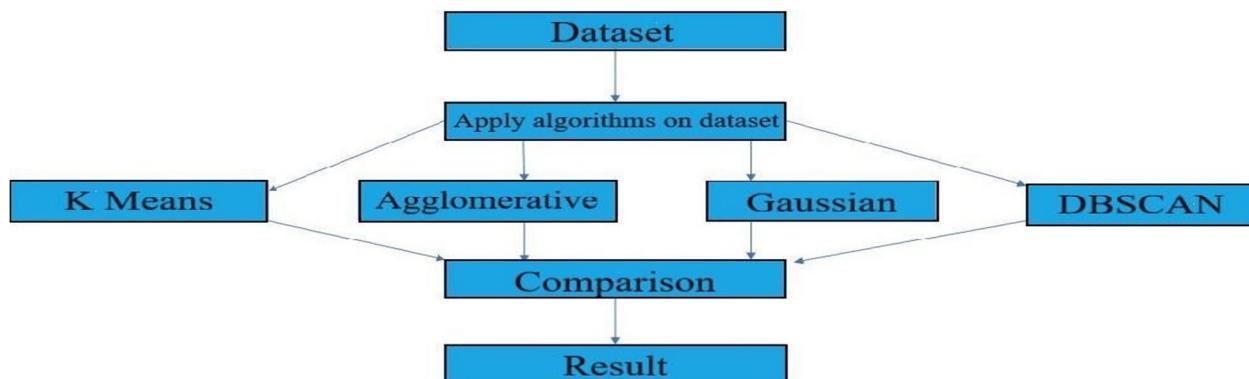 Dataset
Apply algorithms on dataset
K Means
Agglomerative
Gaussian
DBSCAN
Comparison
Result